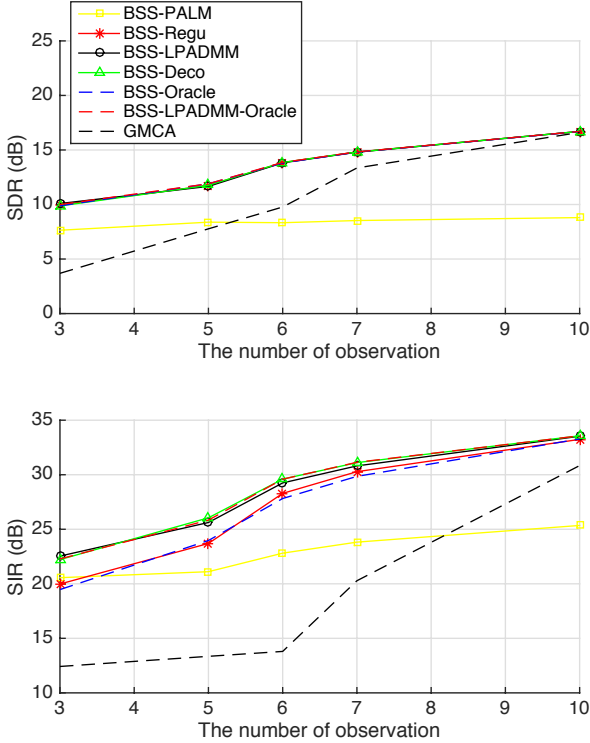 BSS-PALM
BSS-Regu
BSS-LPADMM
BSS-Deco
BSS-Oracle
BSS-LPADMM-Oracle
GMCA
25
20
15
10
5
0
SDR (dB)
3 4 5 6 7 8 9 10
The number of observation
35
30
25
20
15
10
SIR (dB)
3 4 5 6 7 8 9 10
The number of observation